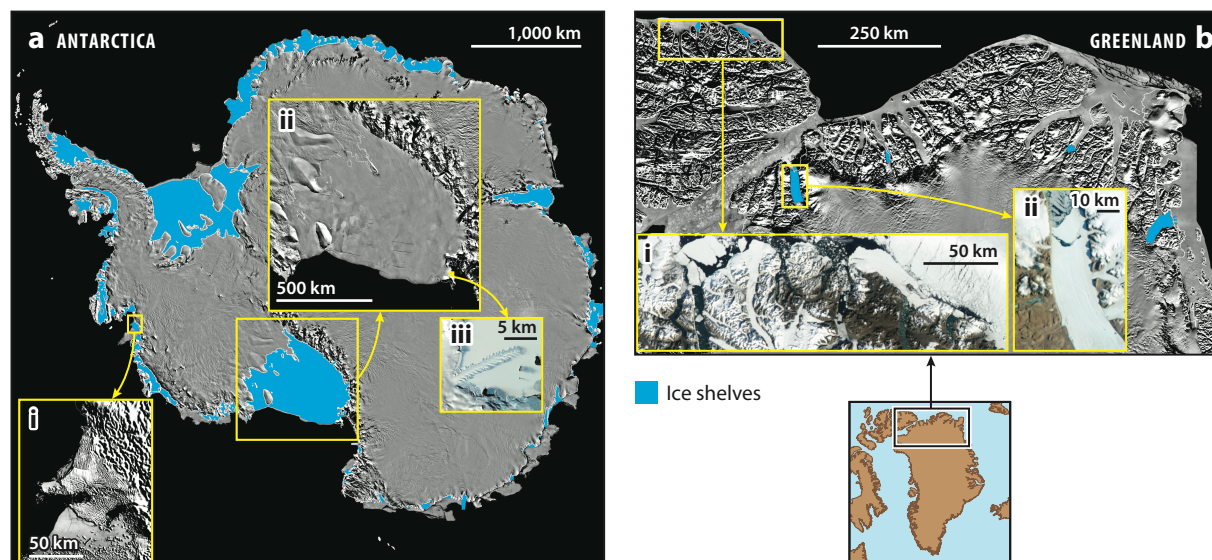 a ANTARCTICA
1,000 km
ii
500 km
iii
5 km
i
50 km
250 km
GREENLAND b
ii
10 km
i
50 km
Ice shelves